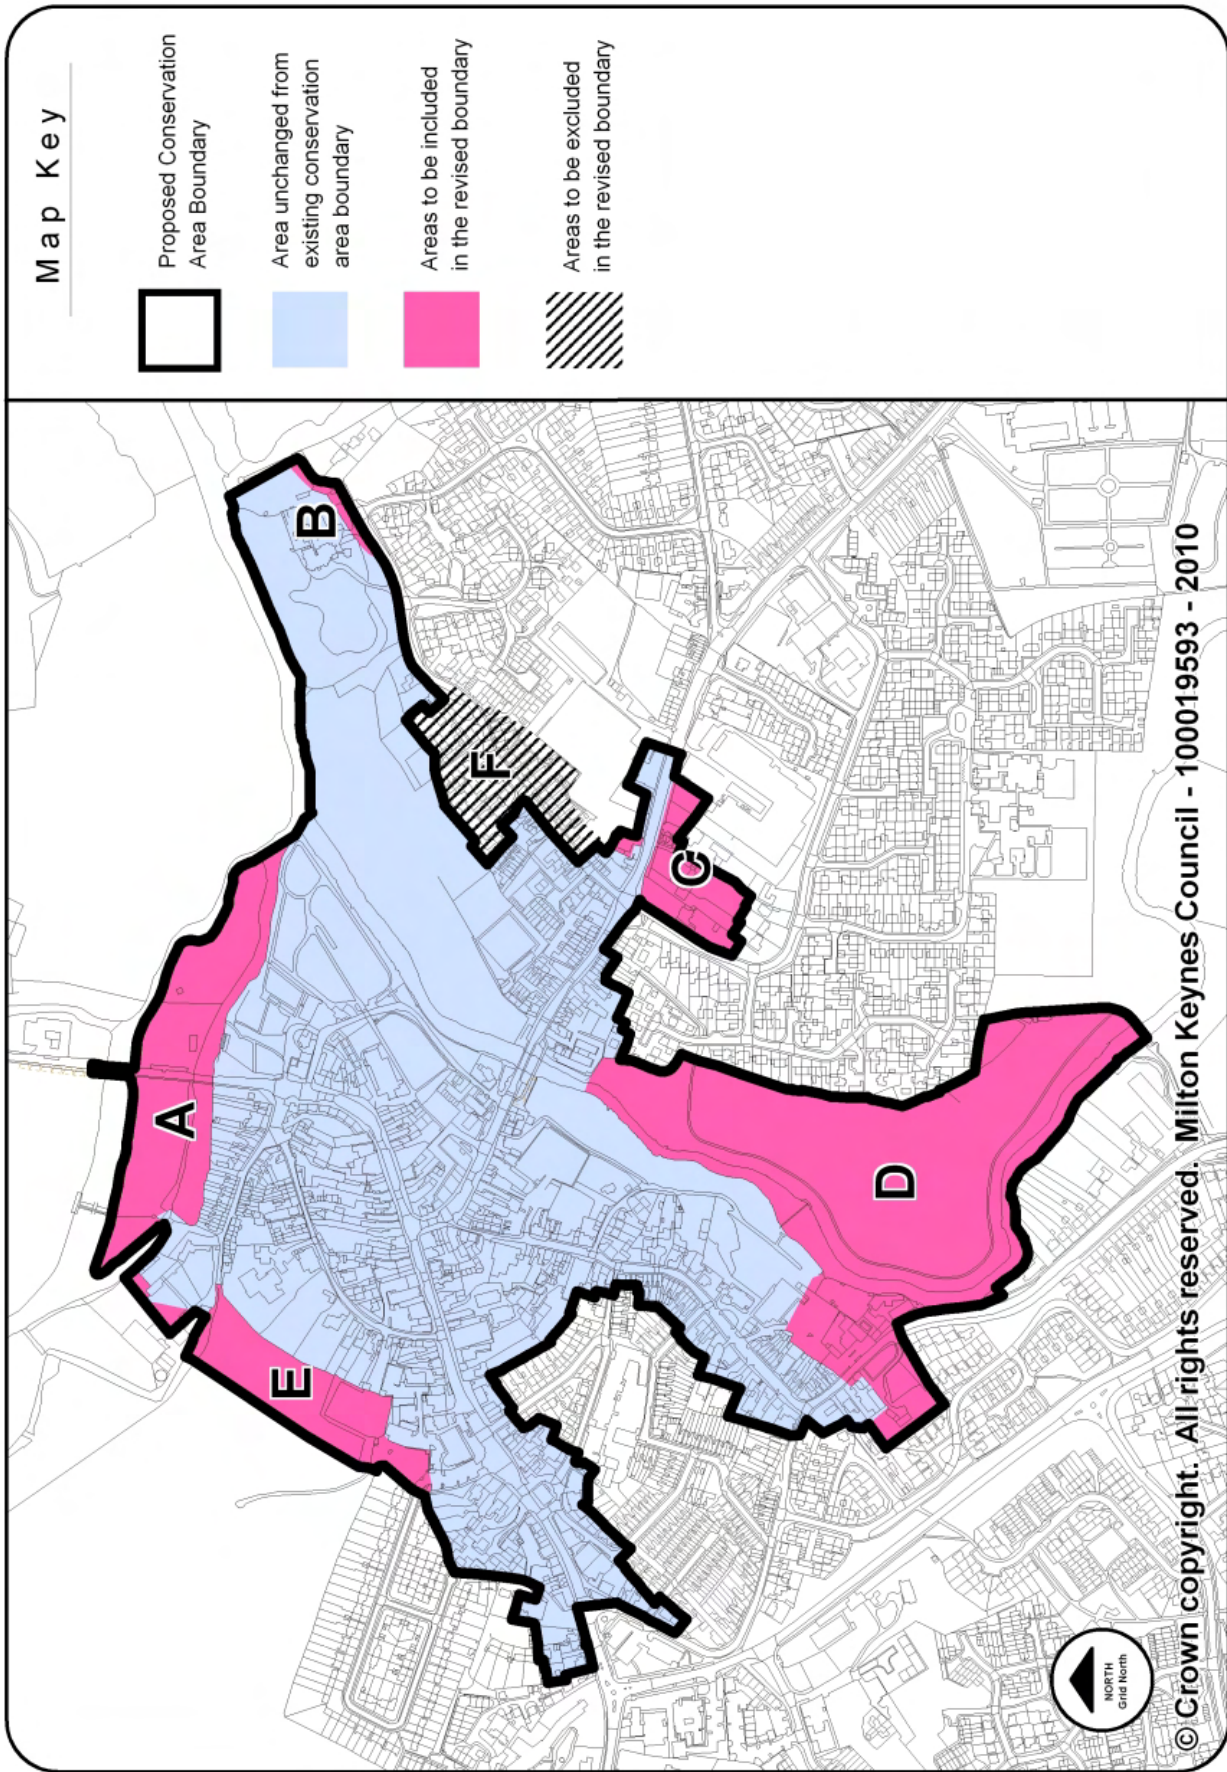 Map Key
Proposed Conservation
Area Boundary
Area unchanged from
existing conservation
area boundary
Areas to be included
in the revised boundary
Areas to be excluded
in the revised boundary
A
B
C
D
E
F
NORTH
Grid North
© Crown copyright. All rights reserved. Milton Keynes Council - 100019593 - 2010